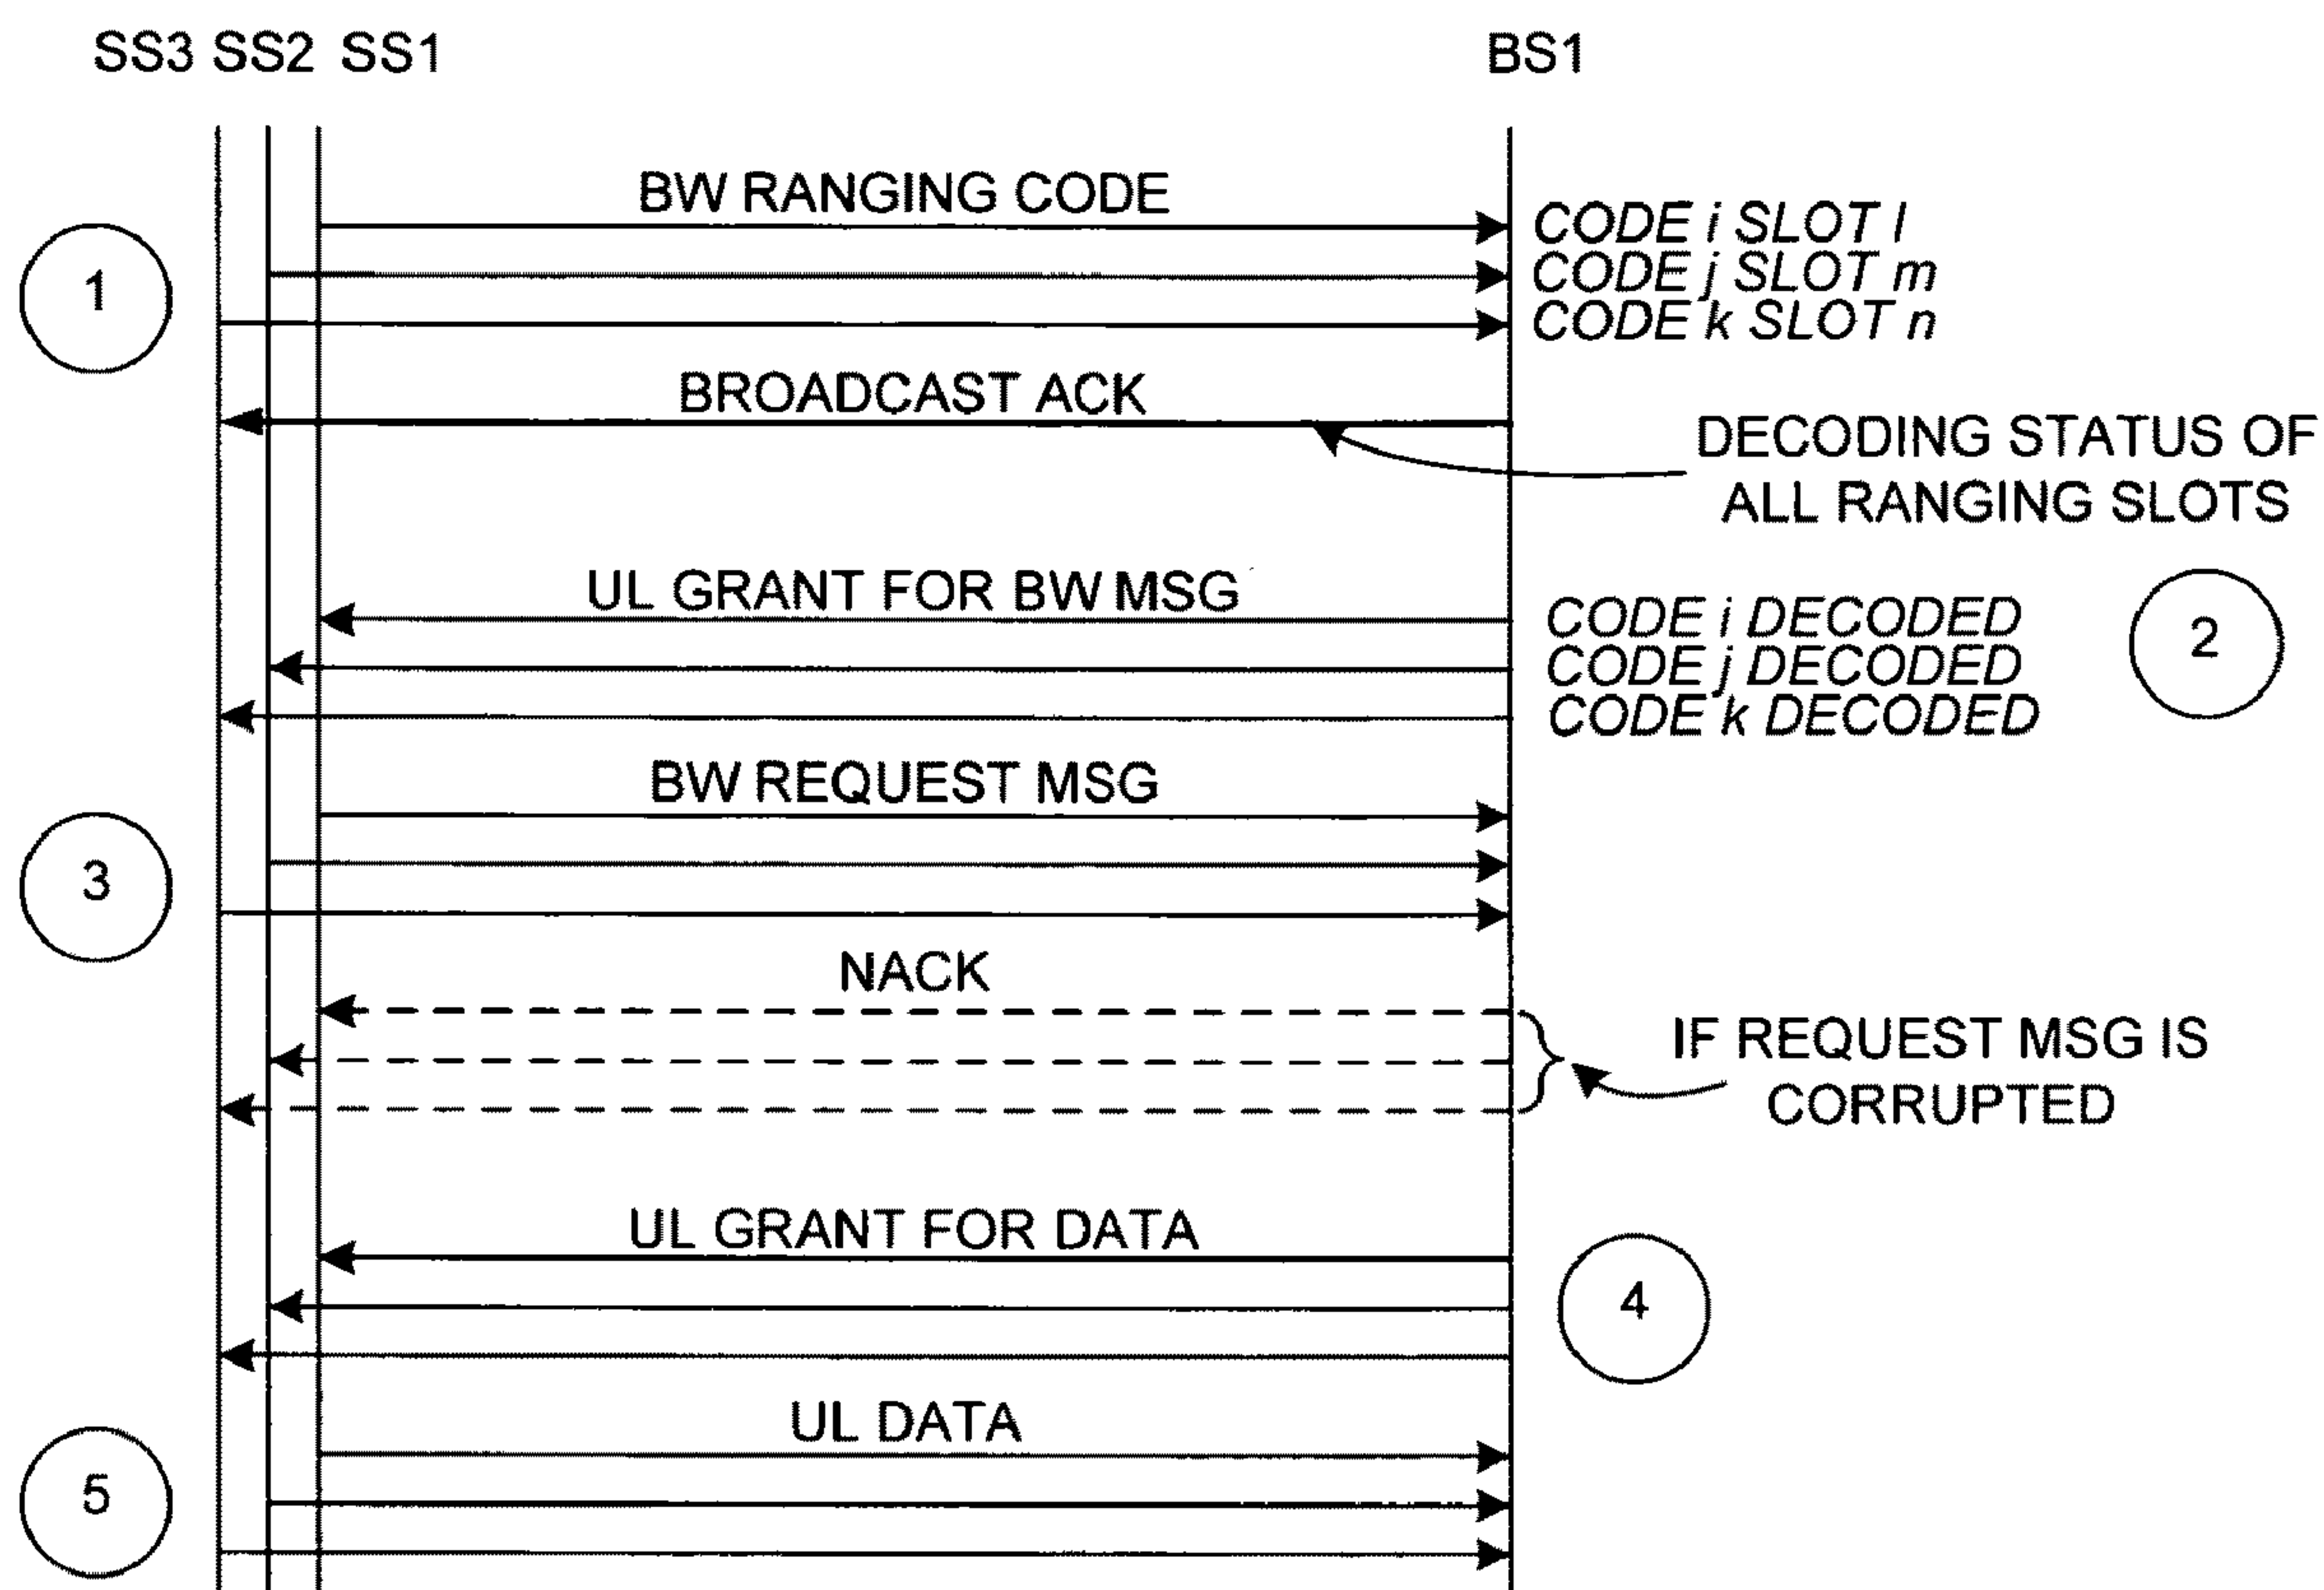 SS3 SS2 SS1 BS1
BW RANGING CODE
CODE i SLOT l
CODE j SLOT m
CODE k SLOT n
1
BROADCAST ACK
DECODING STATUS OF
ALL RANGING SLOTS
UL GRANT FOR BW MSG
CODE i DECODED
CODE j DECODED
CODE k DECODED
2
BW REQUEST MSG
3
NACK
IF REQUEST MSG IS
CORRUPTED
UL GRANT FOR DATA
4
UL DATA
5